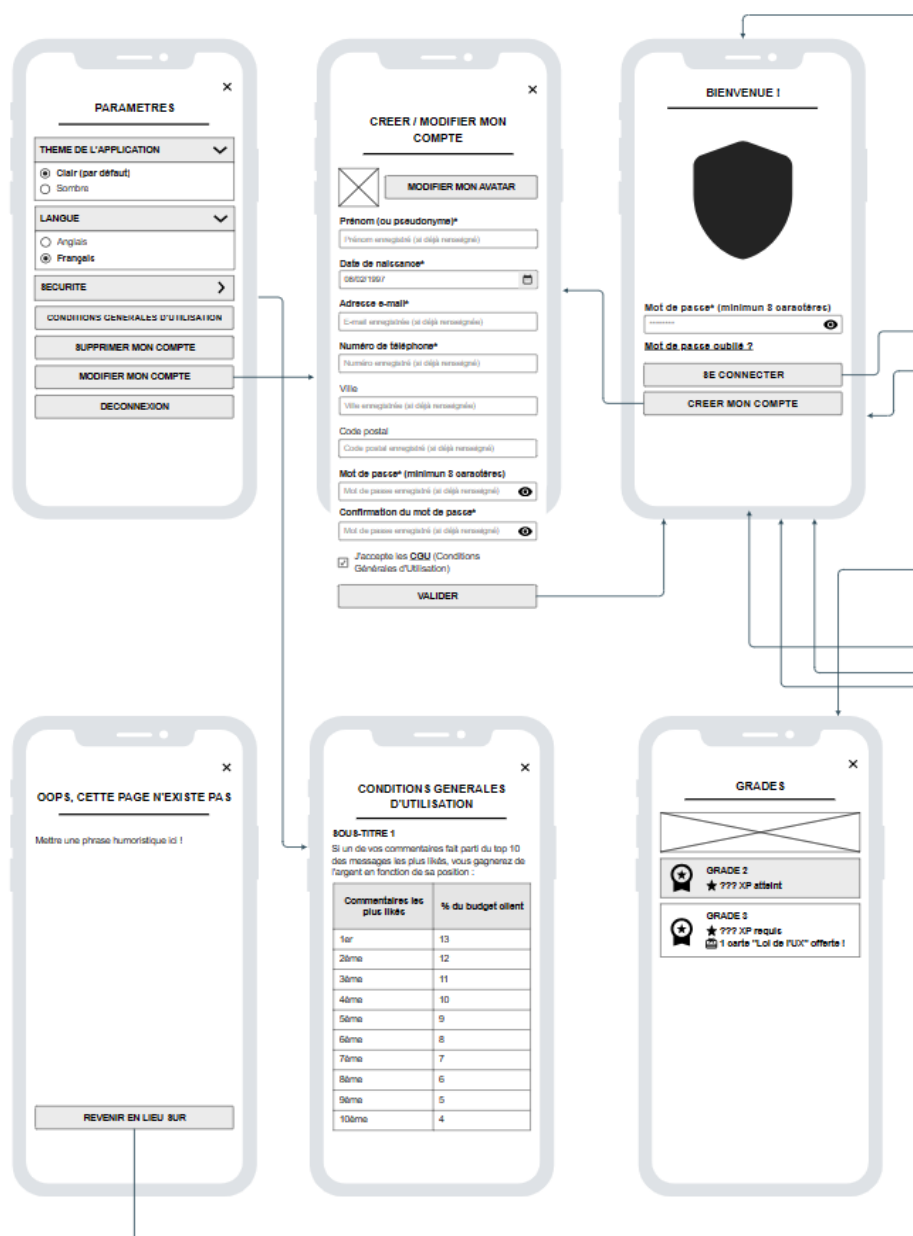 PARAMETRES
THEME DE L'APPLICATION
Clair (par défaut)
Sombre
LANGUE
Anglais
Français
SECURITE
CONDITIONS GENERALES D'UTILISATION
SUPPRIMER MON COMPTE
MODIFIER MON COMPTE
DECONNEXION
CREER / MODIFIER MON
COMPTE
MODIFIER MON AVATAR
Prénom (ou pseudonyme)*
Prénom enregistré (si déjà renseigné)
Date de naissance*
08/02/1997
Adresse e-mail*
E-mail enregistrée (si déjà renseignée)
Numéro de téléphone*
Numéro enregistré (si déjà renseigné)
Ville
Ville enregistrée (si déjà renseignée)
Code postal
Code postal enregistré (si déjà renseigné)
Mot de passe* (minimun 8 caractères)
Mot de passe enregistré (si déjà renseigné)
Confirmation du mot de passe*
Mot de passe enregistré (si déjà renseigné)
J'accepte les CGU (Conditions
Générales d'Utilisation)
VALIDER
BIENVENUE !
Mot de passe* (minimum 8 caractères)
********
Mot de passe oublié ?
SE CONNECTER
CREER MON COMPTE
OOPS, CETTE PAGE N'EXISTE PAS
Mettre une phrase humoristique ici !
REVENIR EN LIEU SUR
CONDITIONS GENERALES
D'UTILISATION
SOUS-TITRE 1
Si un de vos commentaires fait parti du top 10
des messages les plus likés, vous gagnerez de
l'argent en fonction de sa position :
Commentaires les plus likés | % du budget client
1er 13
2ème 12
3ème 11
4ème 10
5ème 9
6ème 8
7ème 7
8ème 6
9ème 5
10ème 4
GRADES
GRADE 2
??? XP atteint
GRADE 3
??? XP requis
1 carte "Loi de l'UX" offerte !